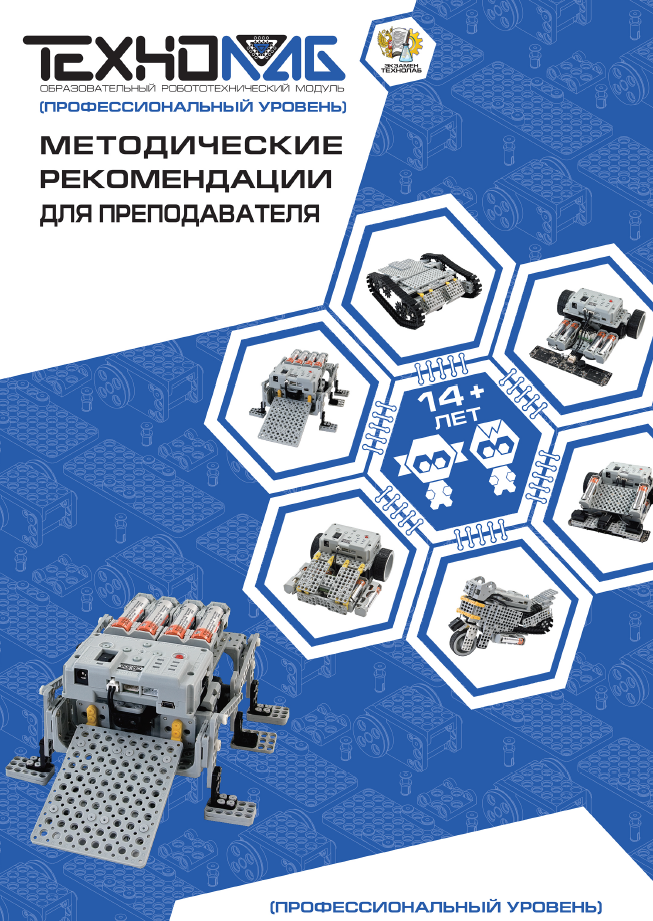 ТЕХНОЛАБ
ОБРАЗОВАТЕЛЬНЫЙ РОБОТОТЕХНИЧЕСКИЙ МОДУЛЬ
(ПРОФЕССИОНАЛЬНЫЙ УРОВЕНЬ)
ЭКЗАМЕН
ТЕХНОЛАБ
МЕТОДИЧЕСКИЕ
РЕКОМЕНДАЦИИ
ДЛЯ ПРЕПОДАВАТЕЛЯ
14+
ЛЕТ
(ПРОФЕССИОНАЛЬНЫЙ УРОВЕНЬ)